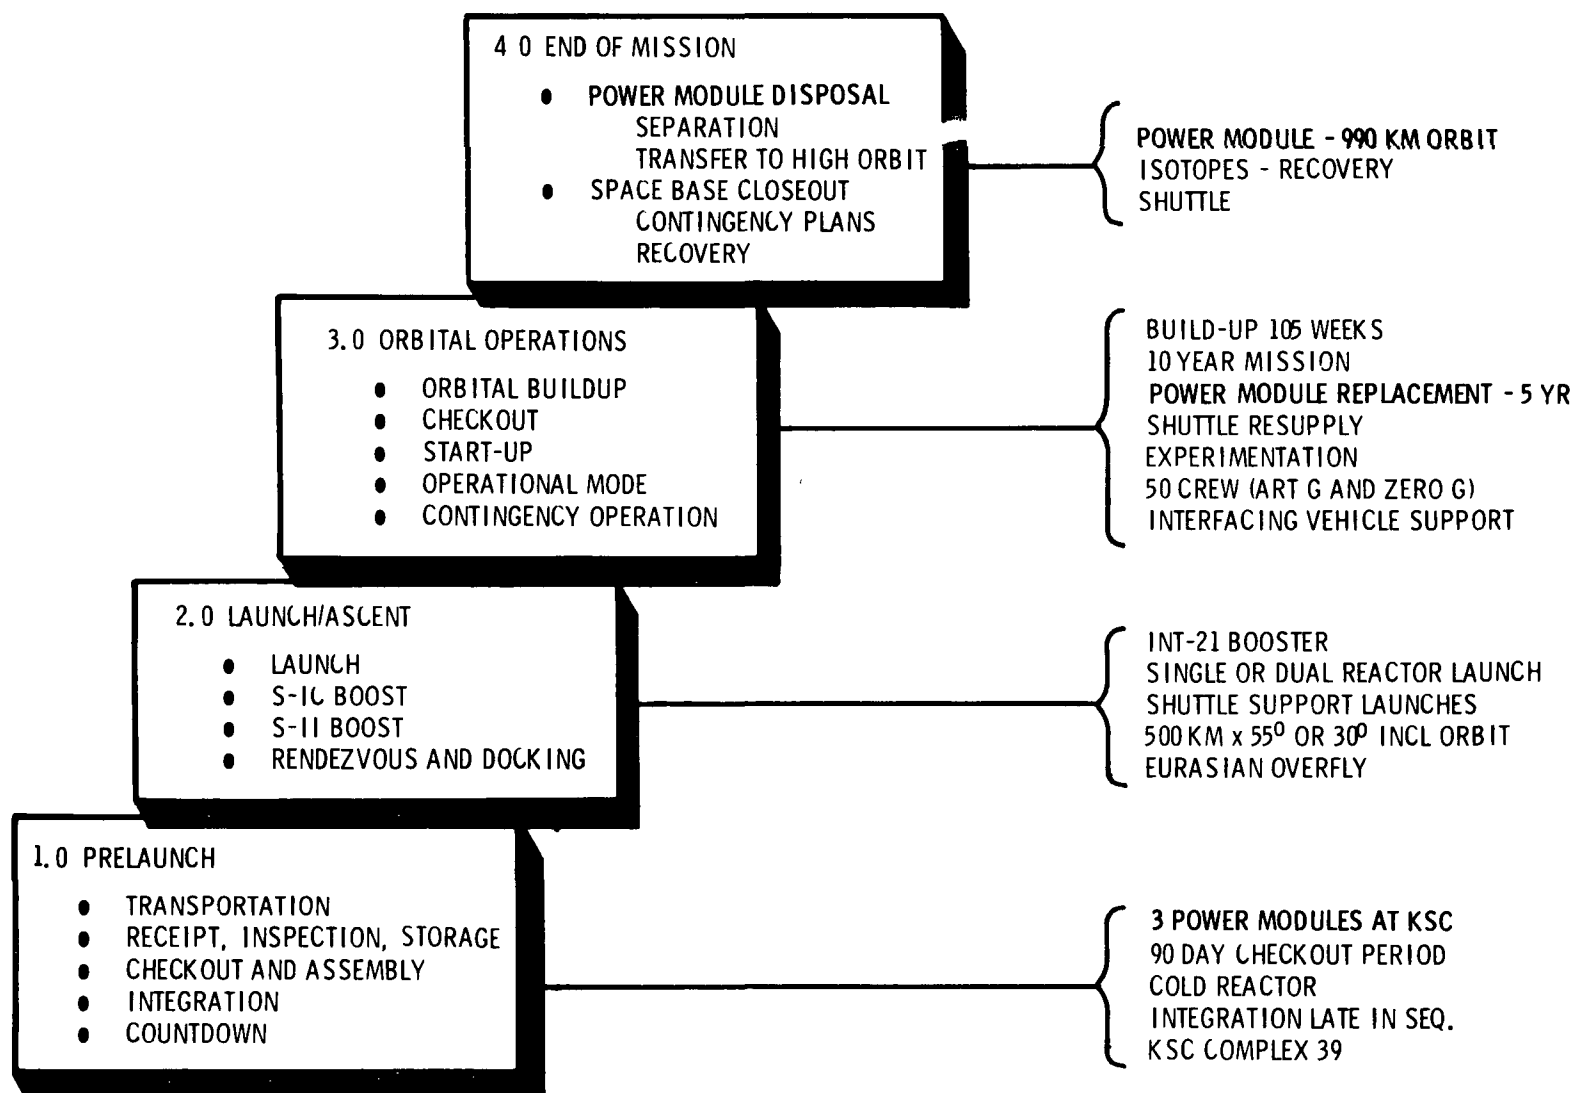 4 0 END OF MISSION
● POWER MODULE DISPOSAL
SEPARATION
TRANSFER TO HIGH ORBIT
● SPACE BASE CLOSEOUT
CONTINGENCY PLANS
RECOVERY
POWER MODULE - 990 KM ORBIT
ISOTOPES - RECOVERY
SHUTTLE
3.0 ORBITAL OPERATIONS
● ORBITAL BUILDUP
● CHECKOUT
● START-UP
● OPERATIONAL MODE
● CONTINGENCY OPERATION
BUILD-UP 105 WEEKS
10 YEAR MISSION
POWER MODULE REPLACEMENT - 5 YR
SHUTTLE RESUPPLY
EXPERIMENTATION
50 CREW (ART G AND ZERO G)
INTERFACING VEHICLE SUPPORT
2.0 LAUNCH/ASCENT
● LAUNCH
● S-IC BOOST
● S-II BOOST
● RENDEZVOUS AND DOCKING
INT-21 BOOSTER
SINGLE OR DUAL REACTOR LAUNCH
SHUTTLE SUPPORT LAUNCHES
500 KM x 55⁰ OR 30⁰ INCL ORBIT
EURASIAN OVERFLY
1.0 PRELAUNCH
● TRANSPORTATION
● RECEIPT, INSPECTION, STORAGE
● CHECKOUT AND ASSEMBLY
● INTEGRATION
● COUNTDOWN
3 POWER MODULES AT KSC
90 DAY CHECKOUT PERIOD
COLD REACTOR
INTEGRATION LATE IN SEQ.
KSC COMPLEX 39